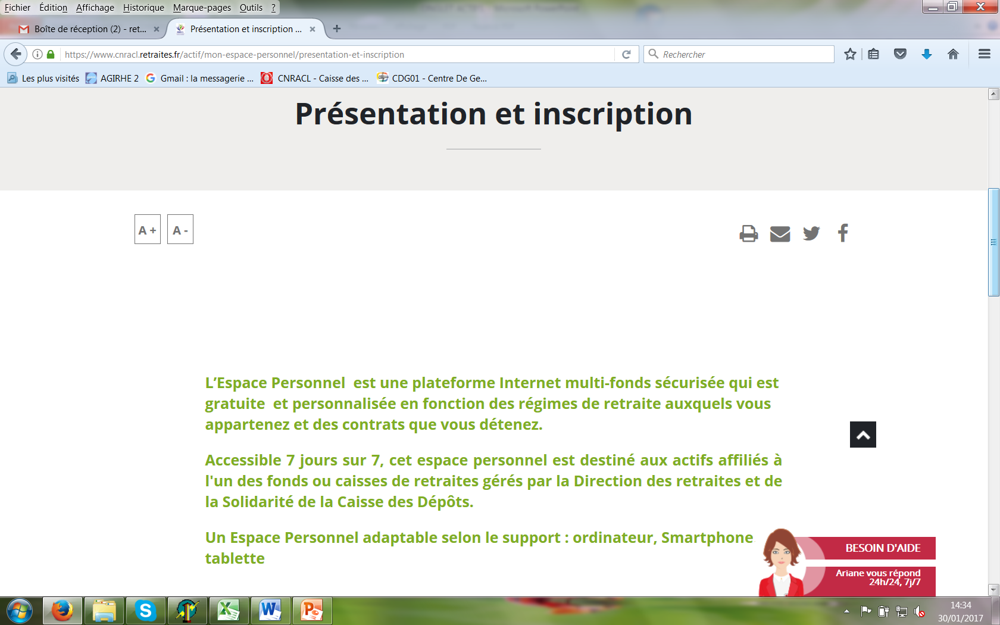 Fichier Édition Affichage Historique Marque-pages Outils ?
Boîte de réception (2) - ret... Présentation et inscription ...
https://www.cnracl.retraites.fr/actif/mon-espace-personnel/presentation-et-inscription Rechercher
Les plus visités AGIRHE 2 Gmail : la messagerie ... CNRACL - Caisse des ... CDG01 - Centre De Ge...
Présentation et inscription
A + A -
L’Espace Personnel est une plateforme Internet multi-fonds sécurisée qui est
gratuite et personnalisée en fonction des régimes de retraite auxquels vous
appartenez et des contrats que vous détenez.
Accessible 7 jours sur 7, cet espace personnel est destiné aux actifs affiliés à
l'un des fonds ou caisses de retraites gérés par la Direction des retraites et de
la Solidarité de la Caisse des Dépôts.
Un Espace Personnel adaptable selon le support : ordinateur, Smartphone
tablette
BESOIN D'AIDE
Ariane vous répond
24h/24, 7j/7
14:34
30/01/2017